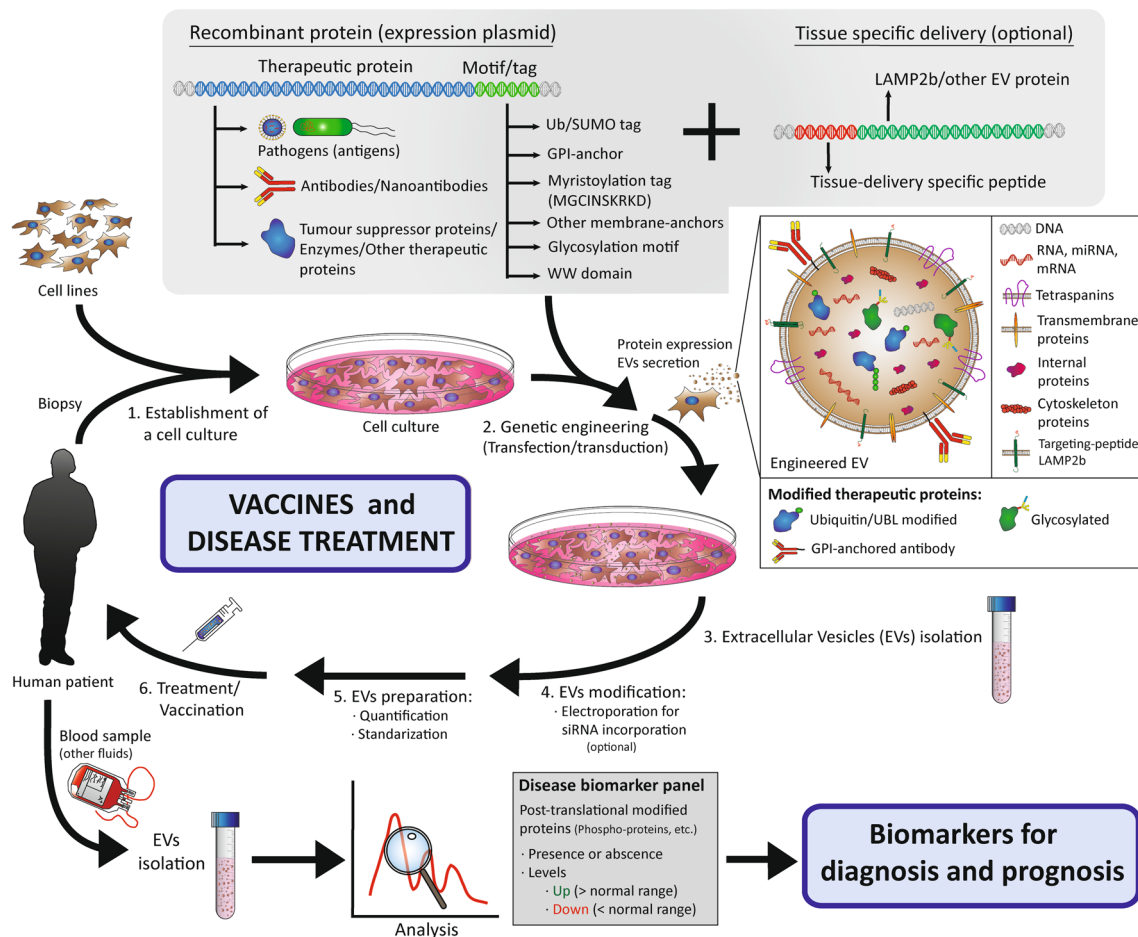 Recombinant protein (expression plasmid)
Therapeutic protein
Motif/tag
Pathogens (antigens)
Antibodies/Nanoantibodies
Tumour suppressor proteins/
Enzymes/Other therapeutic
proteins
Ub/SUMO tag
GPI-anchor
Myristoylation tag
(MGCINSKRKD)
Other membrane-anchors
Glycosylation motif
WW domain
Tissue specific delivery (optional)
LAMP2b/other EV protein
Tissue-delivery specific peptide
Cell lines
Biopsy
1. Establishment of
a cell culture
Cell culture
Protein expression
EVs secretion
2. Genetic engineering
(Transfection/transduction)
Engineered EV
DNA
RNA, miRNA,
mRNA
Tetraspanins
Transmembrane
proteins
Internal
proteins
Cytoskeleton
proteins
Targeting-peptide
LAMP2b
Modified therapeutic proteins:
Ubiquitin/UBL modified
Glycosylated
GPI-anchored antibody
VACCINES and
DISEASE TREATMENT
3. Extracellular Vesicles (EVs) isolation
4. EVs modification:
· Electroporation for
siRNA incorporation
(optional)
5. EVs preparation:
· Quantification
· Standarization
6. Treatment/
Vaccination
Human patient
Blood sample
(other fluids)
EVs
isolation
Analysis
Disease biomarker panel
Post-translational modified
proteins (Phospho-proteins, etc.)
· Presence or absence
· Levels
· Up (> normal range)
· Down (< normal range)
Biomarkers for
diagnosis and prognosis